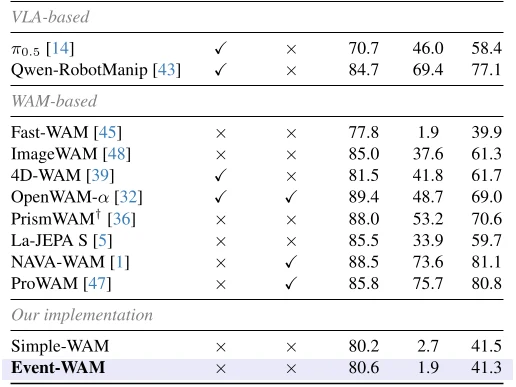 VLA-based
π0.5 [14] ✓ × 70.7 46.0 58.4
Qwen-RobotManip [43] ✓ × 84.7 69.4 77.1
WAM-based
Fast-WAM [45] × × 77.8 1.9 39.9
ImageWAM [48] × × 85.0 37.6 61.3
4D-WAM [39] ✓ × 81.5 41.8 61.7
OpenWAM-α [32] ✓ ✓ 89.4 48.7 69.0
PrismWAM† [36] × × 88.0 53.2 70.6
La-JEPA S [5] × × 85.5 33.9 59.7
NAVA-WAM [1] × ✓ 88.5 73.6 81.1
ProWAM [47] × ✓ 85.8 75.7 80.8
Our implementation
Simple-WAM × × 80.2 2.7 41.5
Event-WAM × × 80.6 1.9 41.3